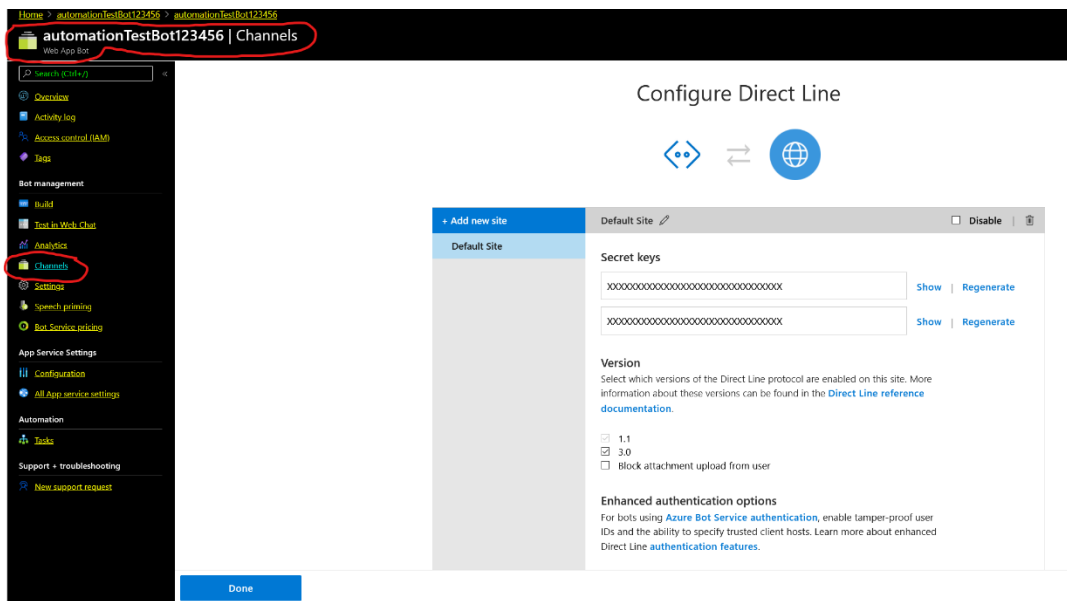 Home > automationTestBot123456 > automationTestBot123456
automationTestBot123456 | Channels
Web App Bot
Search (Ctrl+/)
«
Overview
Activity log
Access control (IAM)
Tags
Bot management
Build
Test in Web Chat
Analytics
Channels
Settings
Speech priming
Bot Service pricing
App Service Settings
Configuration
All App service settings
Automation
Tasks
Support + troubleshooting
New support request
Configure Direct Line
+ Add new site
Default Site
Default Site
Disable |
Secret keys
XXXXXXXXXXXXXXXXXXXXXXXXXXXXXXXX
Show | Regenerate
XXXXXXXXXXXXXXXXXXXXXXXXXXXXXXXX
Show | Regenerate
Version
Select which versions of the Direct Line protocol are enabled on this site. More
information about these versions can be found in the Direct Line reference
documentation.
1.1
3.0
Block attachment upload from user
Enhanced authentication options
For bots using Azure Bot Service authentication, enable tamper-proof user
IDs and the ability to specify trusted client hosts. Learn more about enhanced
Direct Line authentication features.
Done